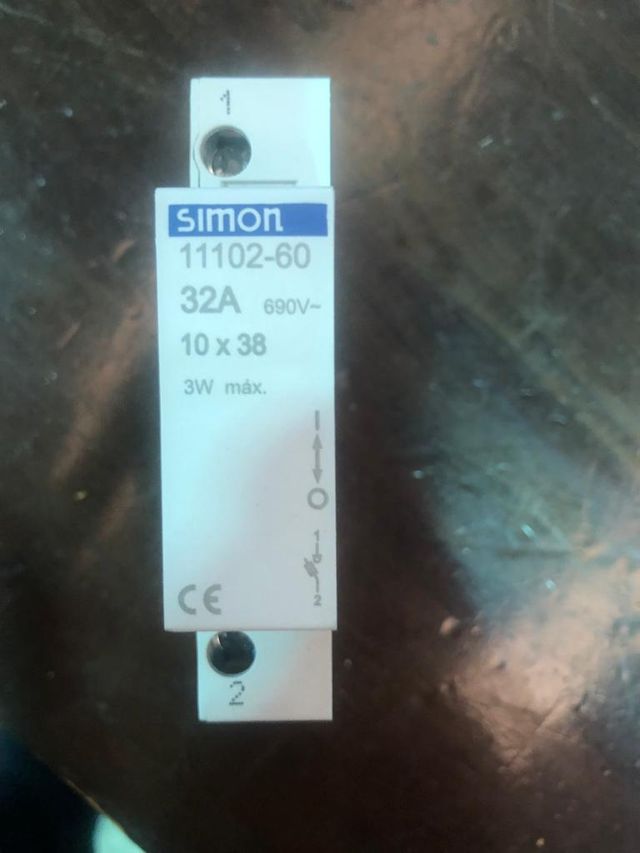 1
simon
11102-60
32A 690V~
10 x 38
3W máx.
I
O
1
2
CE
2